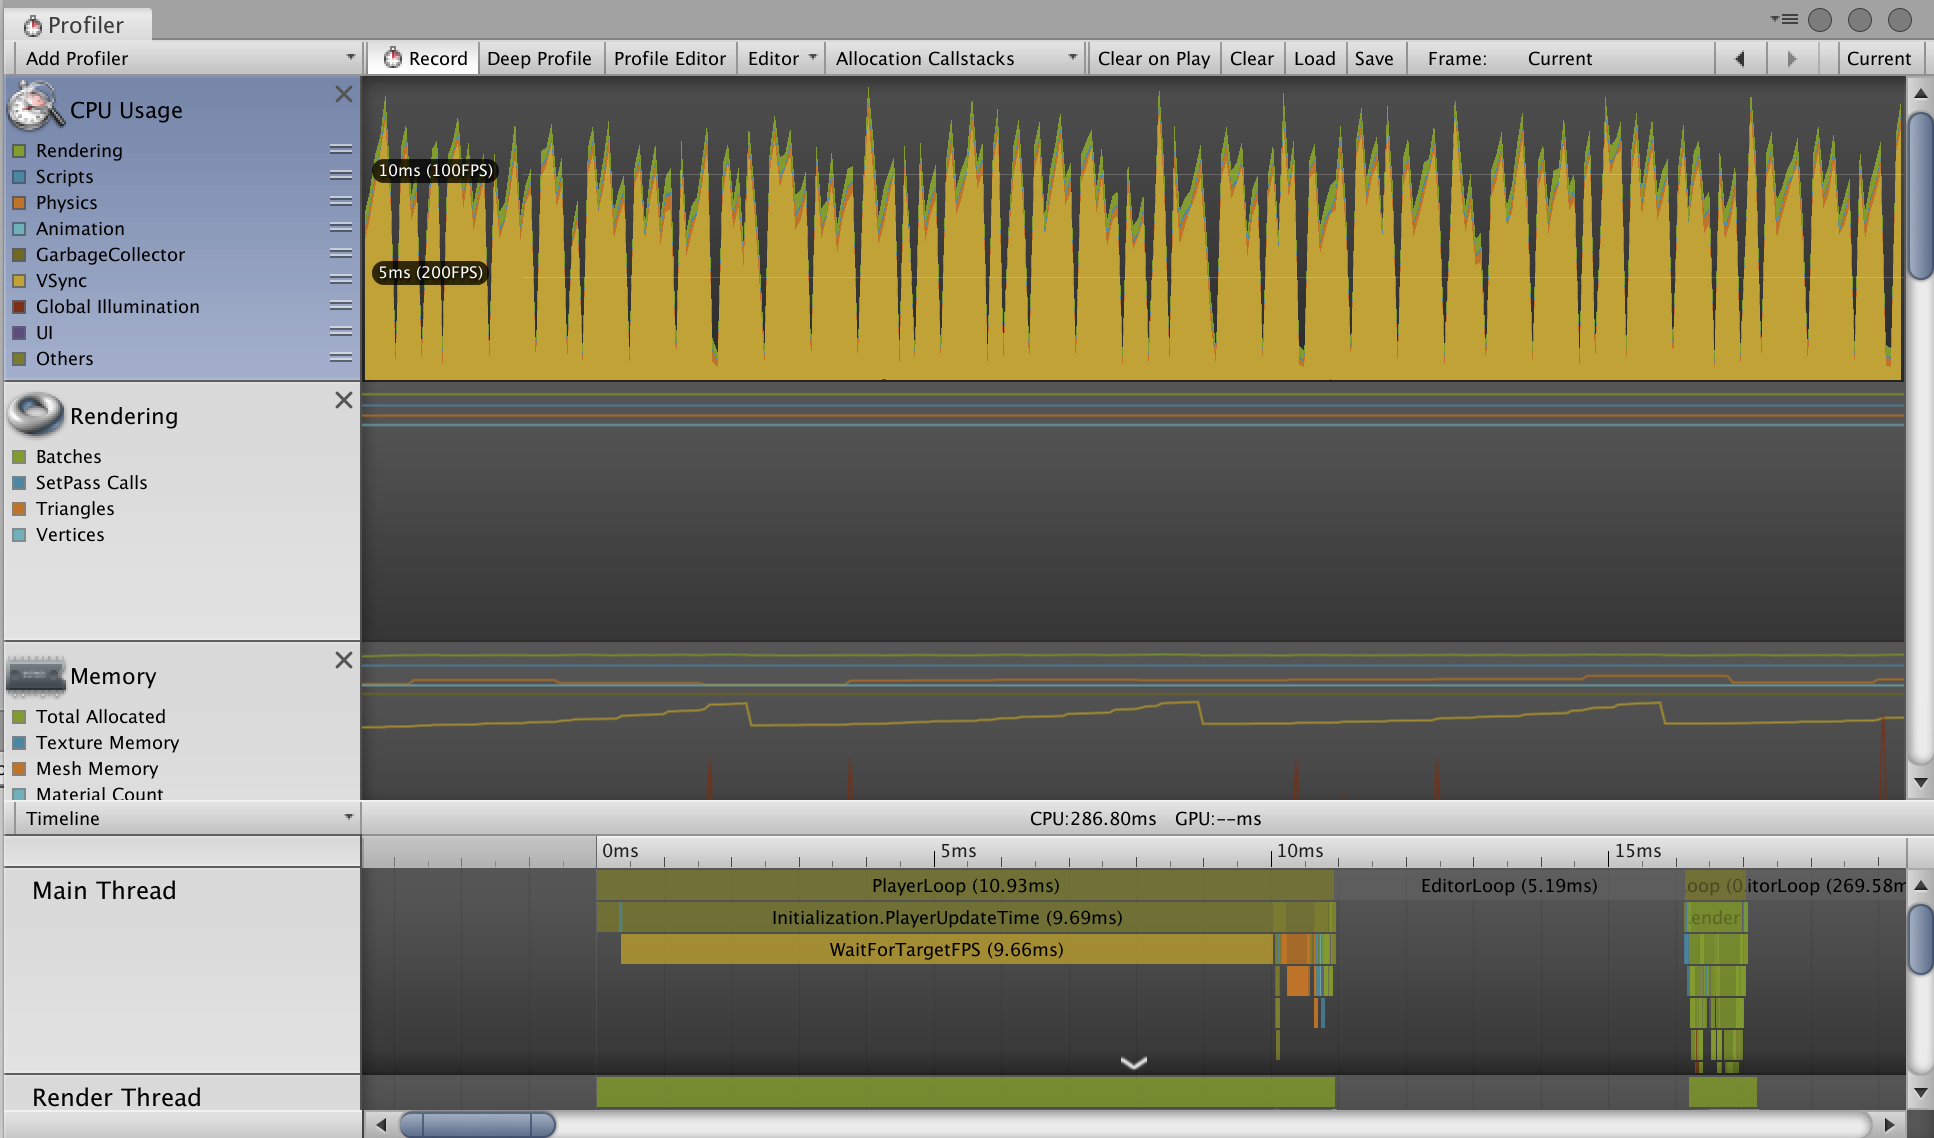 Profiler
Add Profiler Record Deep Profile Profile Editor Editor Allocation Callstacks Clear on Play Clear Load Save Frame: Current Current
CPU Usage
Rendering
Scripts
Physics
Animation
GarbageCollector
VSync
Global Illumination
UI
Others
10ms (100FPS)
5ms (200FPS)
Rendering
Batches
SetPass Calls
Triangles
Vertices
Memory
Total Allocated
Texture Memory
Mesh Memory
Material Count
Timeline CPU:286.80ms GPU:--ms
0ms 5ms 10ms 15ms
Main Thread
PlayerLoop (10.93ms) EditorLoop (5.19ms) oop (0 itorLoop (269.58m
Initialization.PlayerUpdateTime (9.69ms) ender
WaitForTargetFPS (9.66ms)
Render Thread